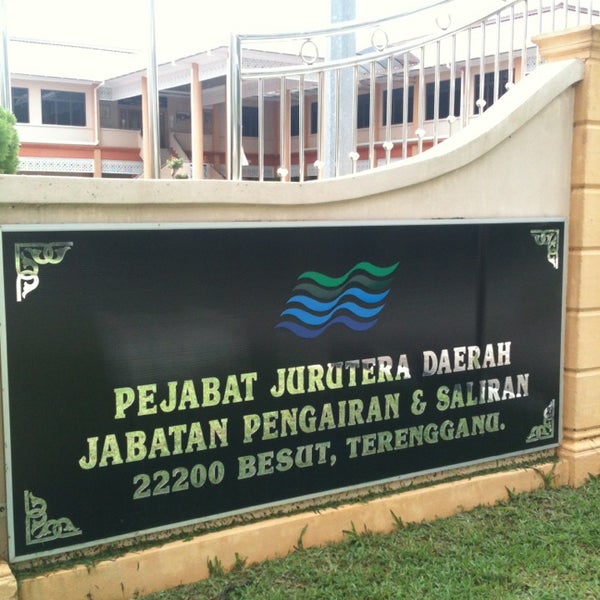 PEJABAT JURUTERA DAERAH
JABATAN PENGAIRAN & SALIRAN
22200 BESUT, TERENGGANU.